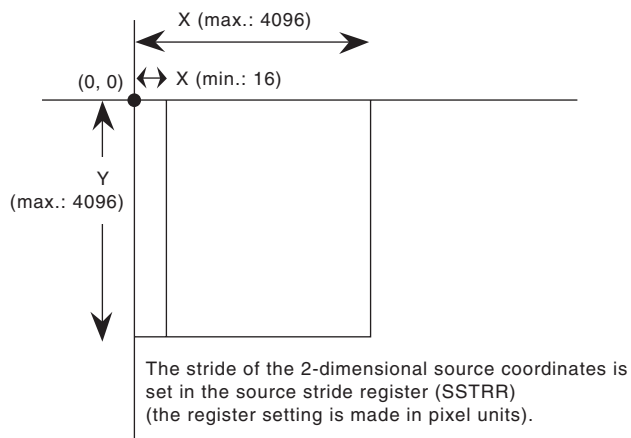 X (max.: 4096)
(0, 0)
X (min.: 16)
Y
(max.: 4096)
The stride of the 2-dimensional source coordinates is
set in the source stride register (SSTRR)
(the register setting is made in pixel units).